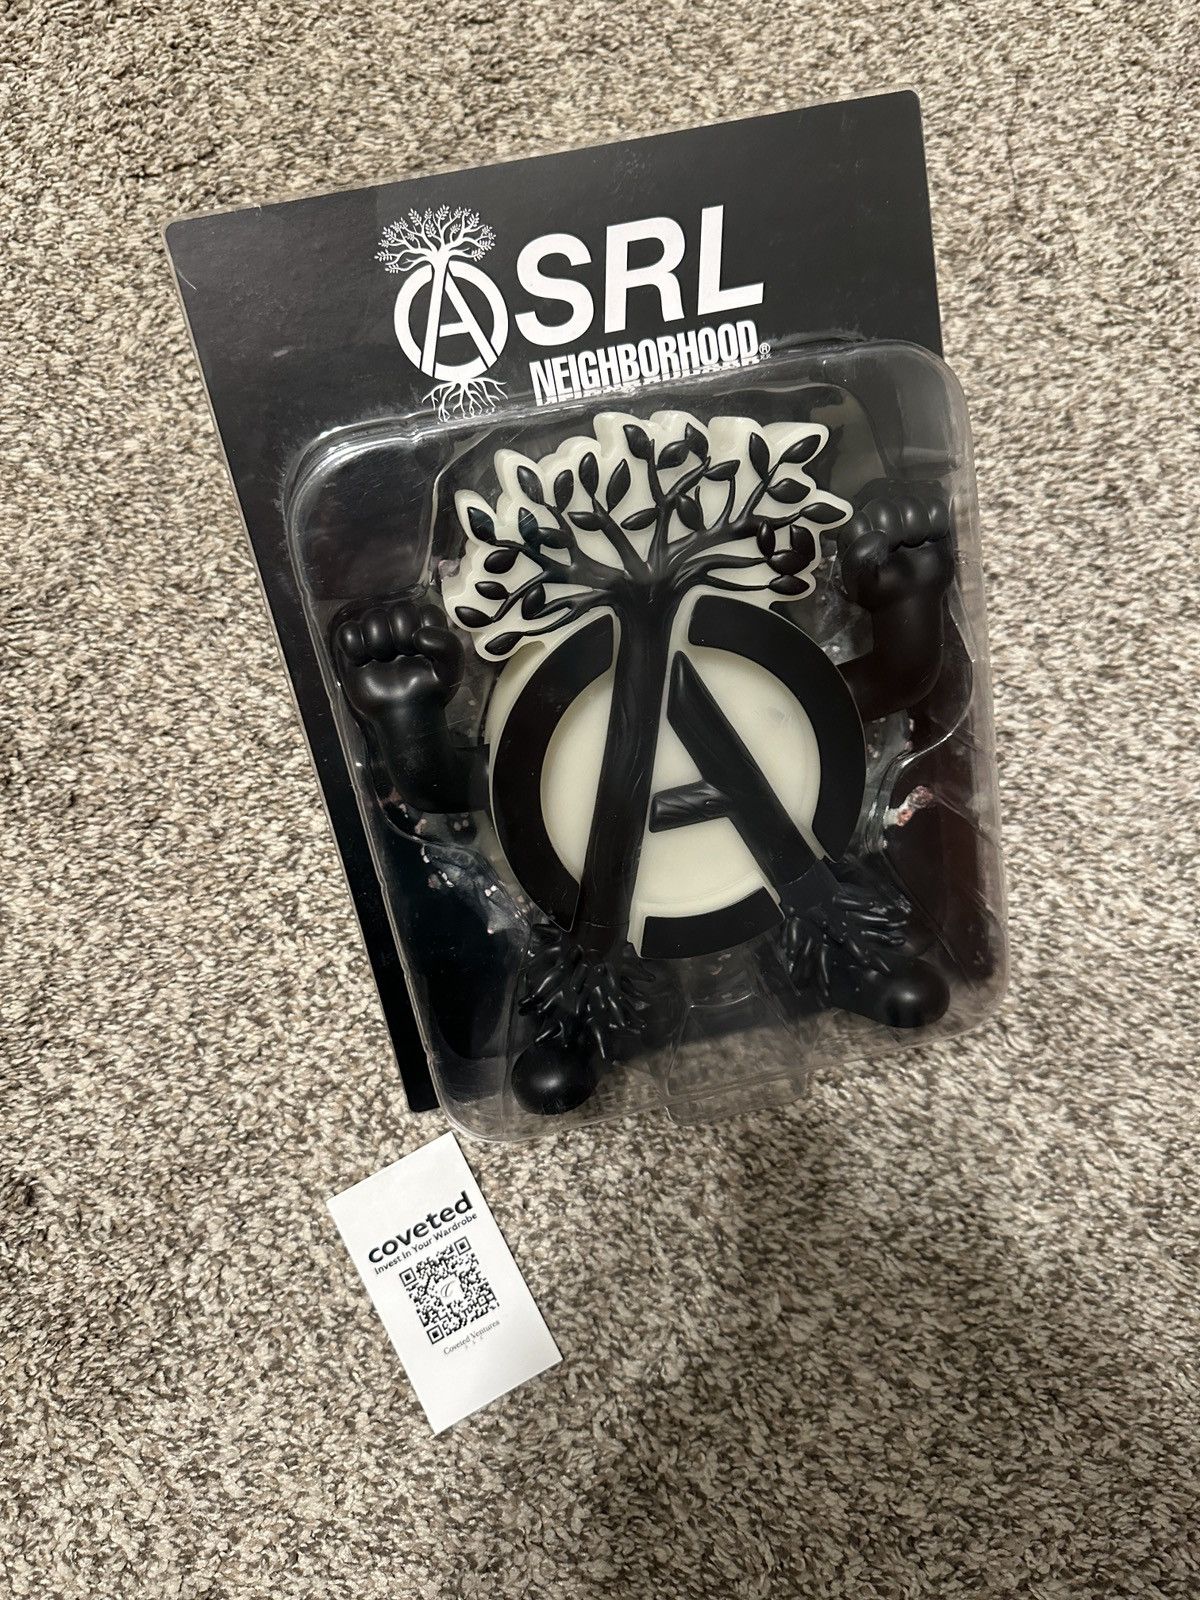 SRL
NEIGHBORHOOD®
A
coveted
Invest In Your Wardrobe
Coveted Ventures